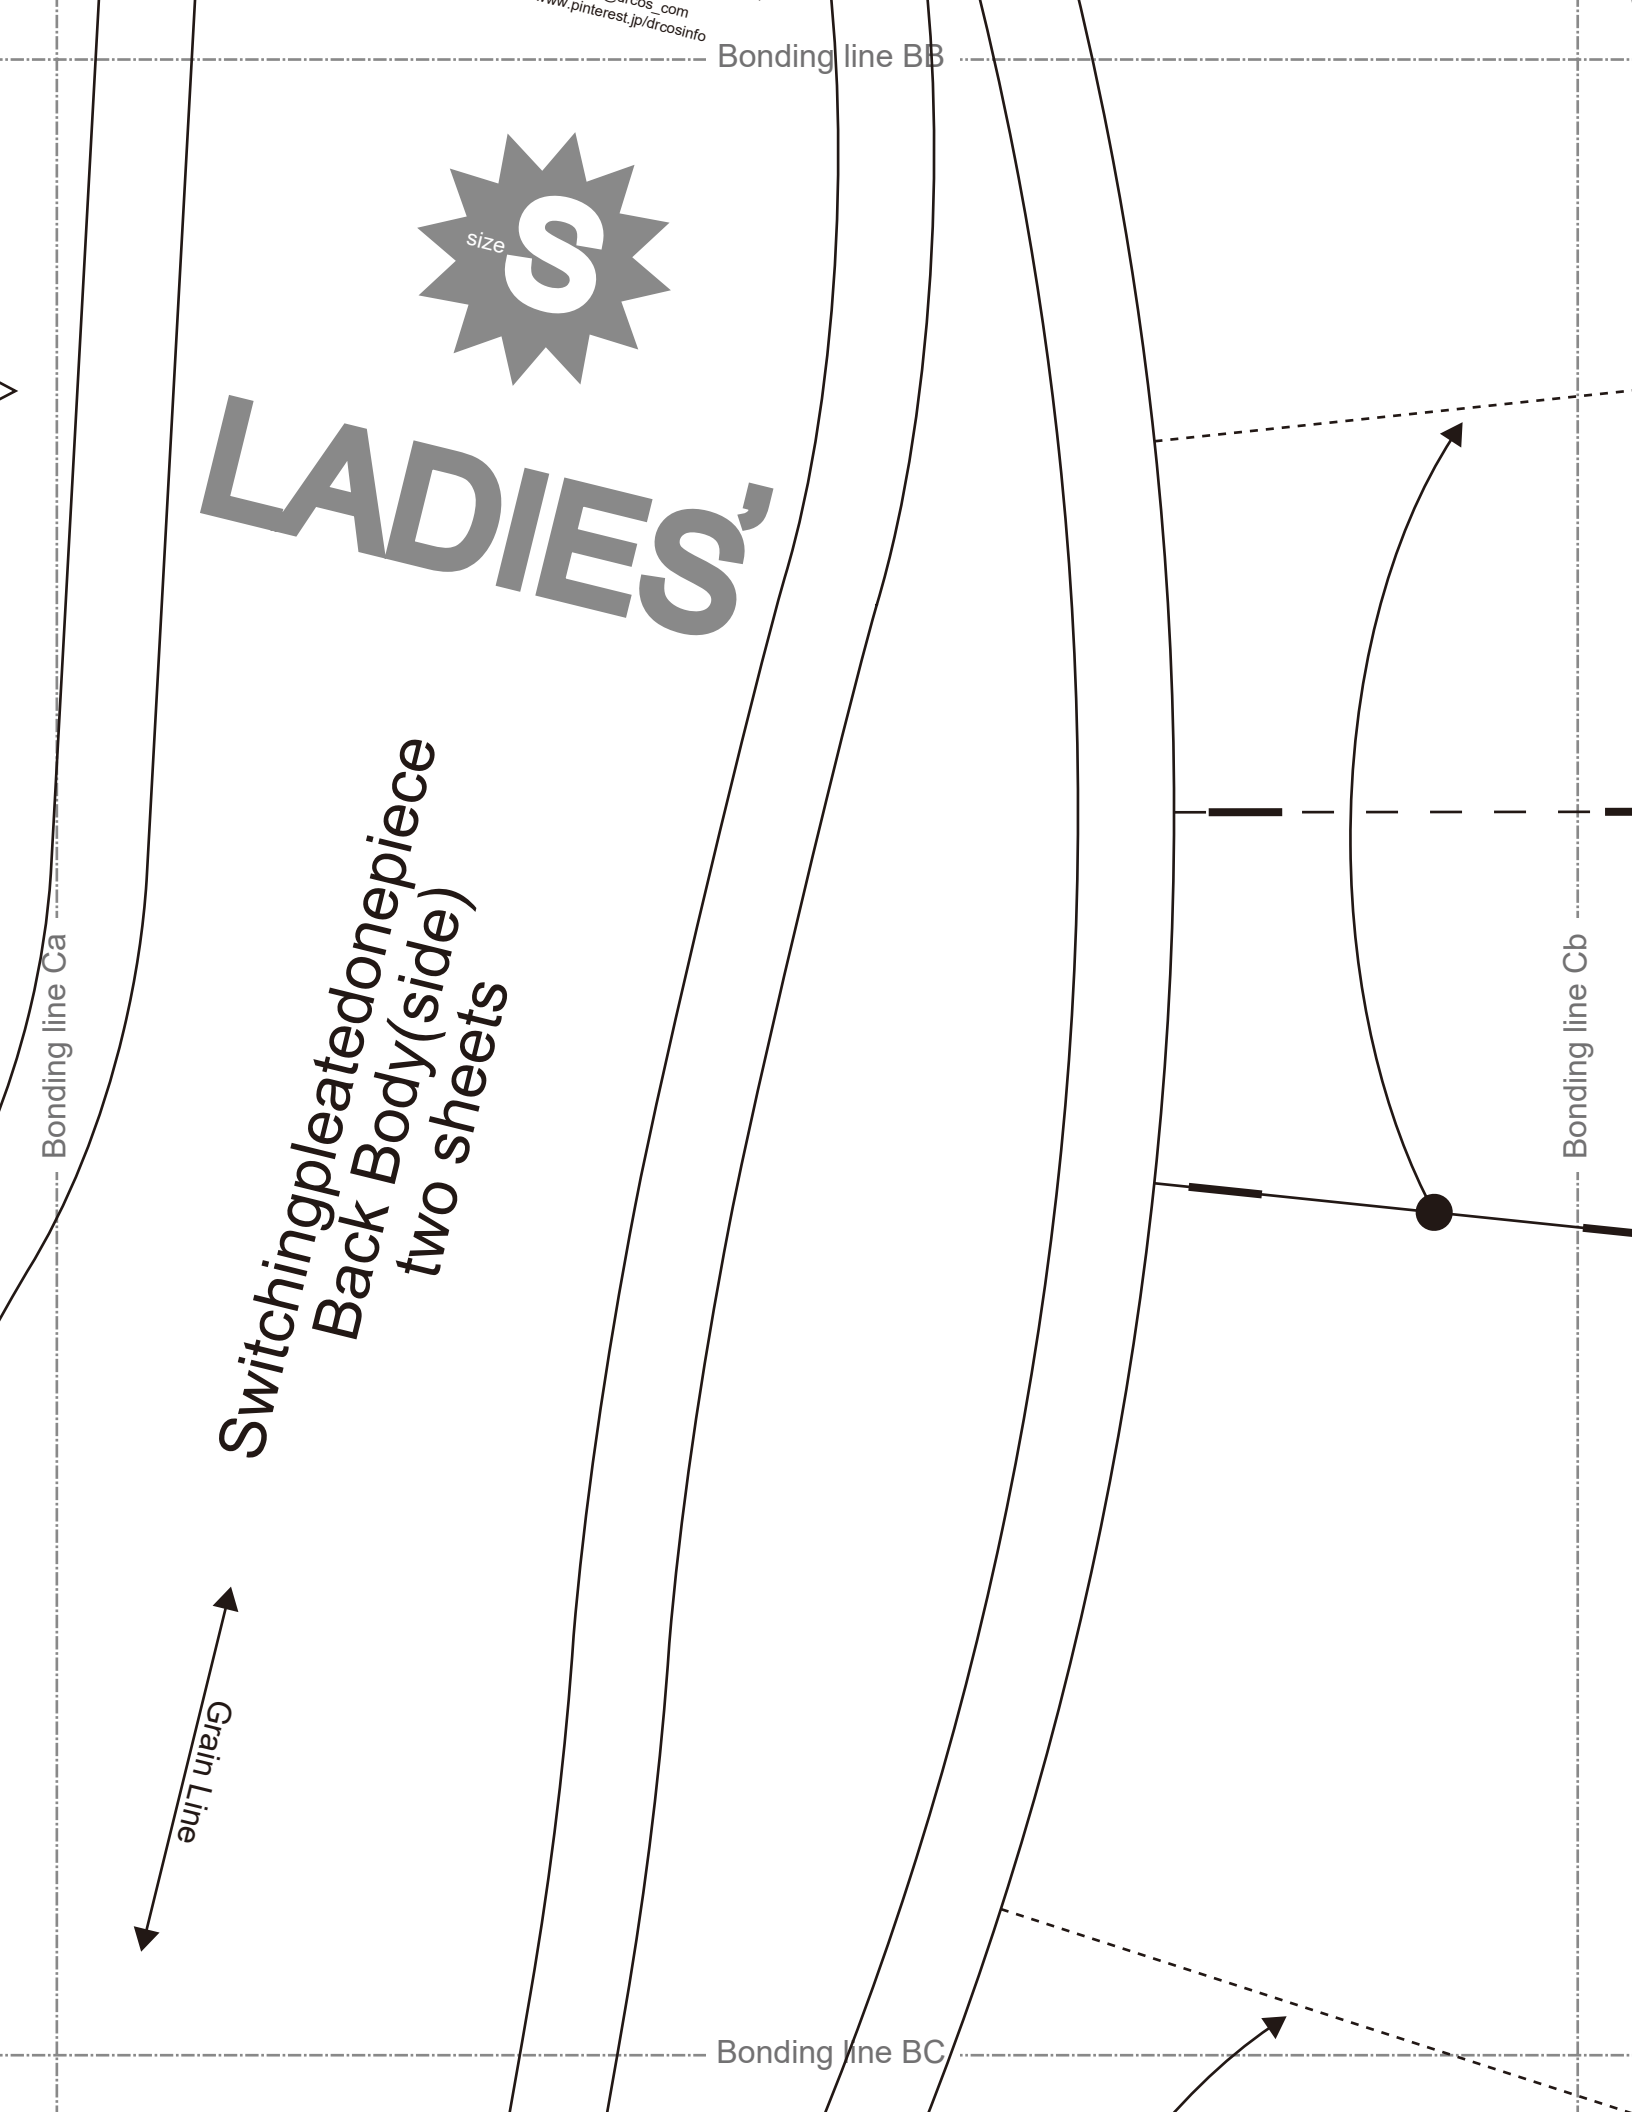 www.pinterest.jp/drcosinfo
Bonding line BB
size S
LADIES’
Switchingpleatedonepiece
Back Body(side)
two sheets
Bonding line Ca
Bonding line Cb
Grain Line
Bonding line BC